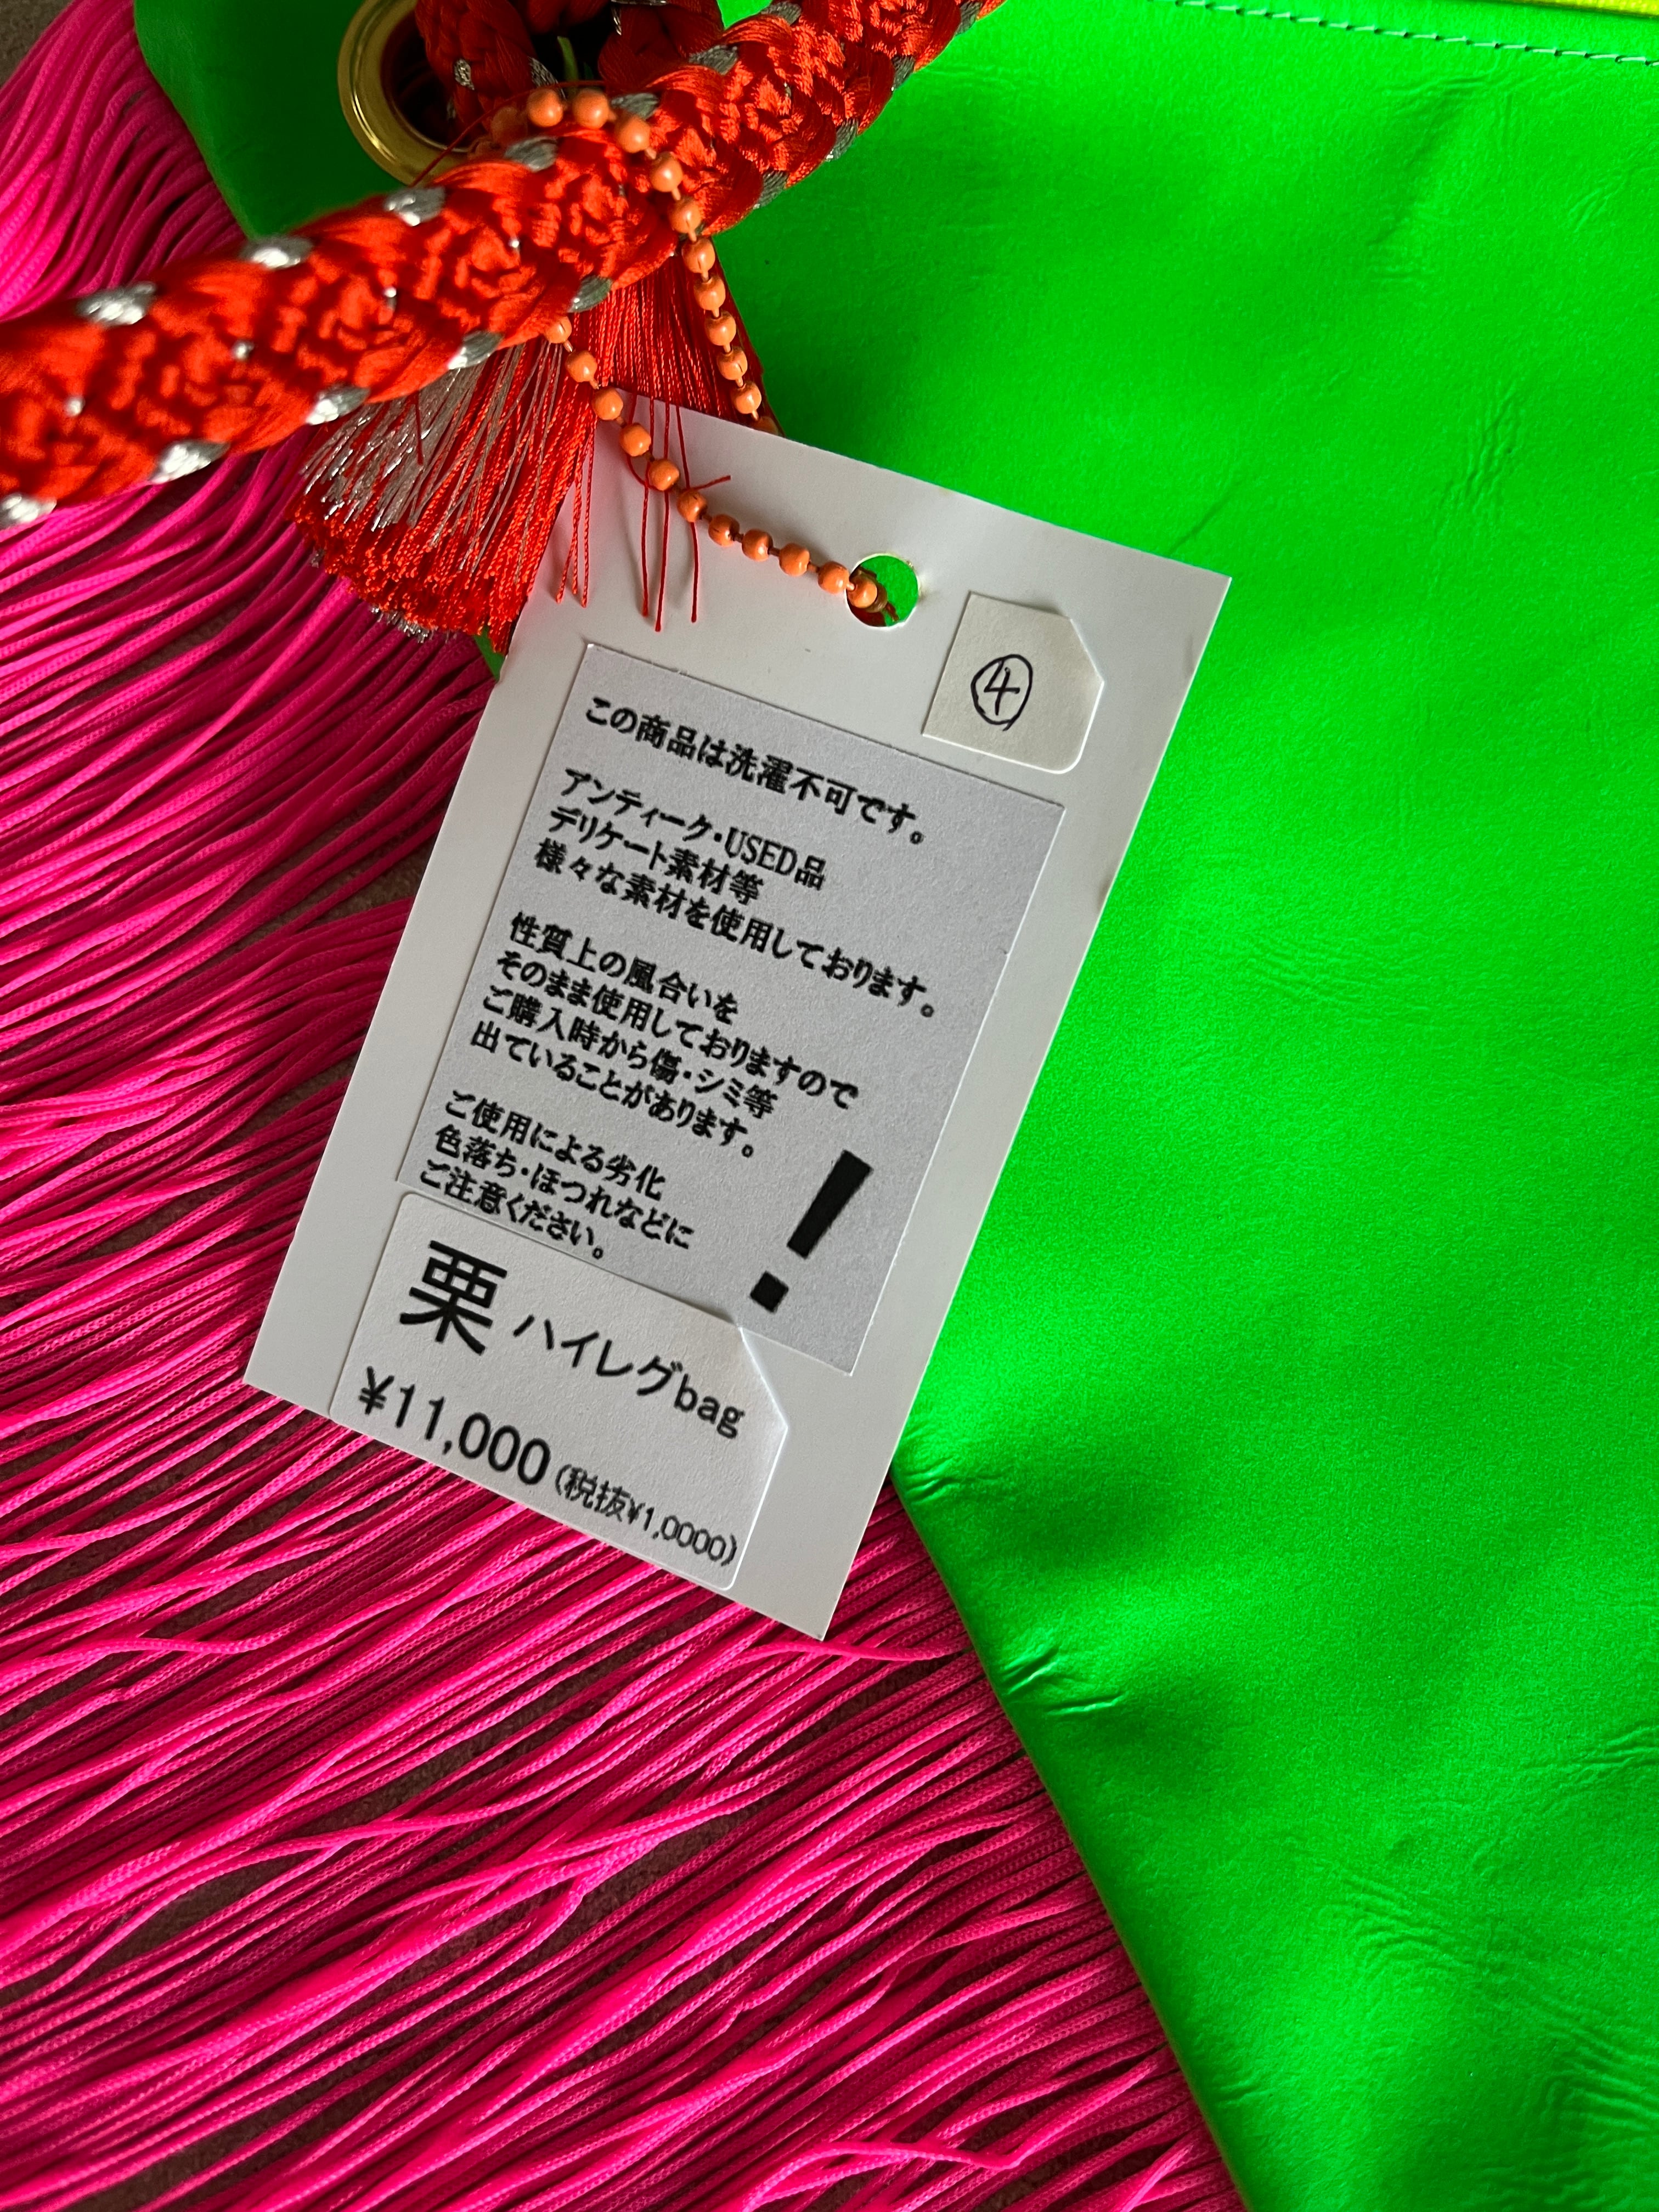 ④
この商品は洗濯不可です。
アンティーク・USED品
デリケート素材等
様々な素材を使用しております。
性質上の風合いを
そのまま使用しておりますので
ご購入時から傷・シミ等
出ていることがあります。
ご使用による劣化
色落ち・ほつれなどに
ご注意ください。
!
栗 ハイレグbag
¥11,000 (税抜¥1,0000)